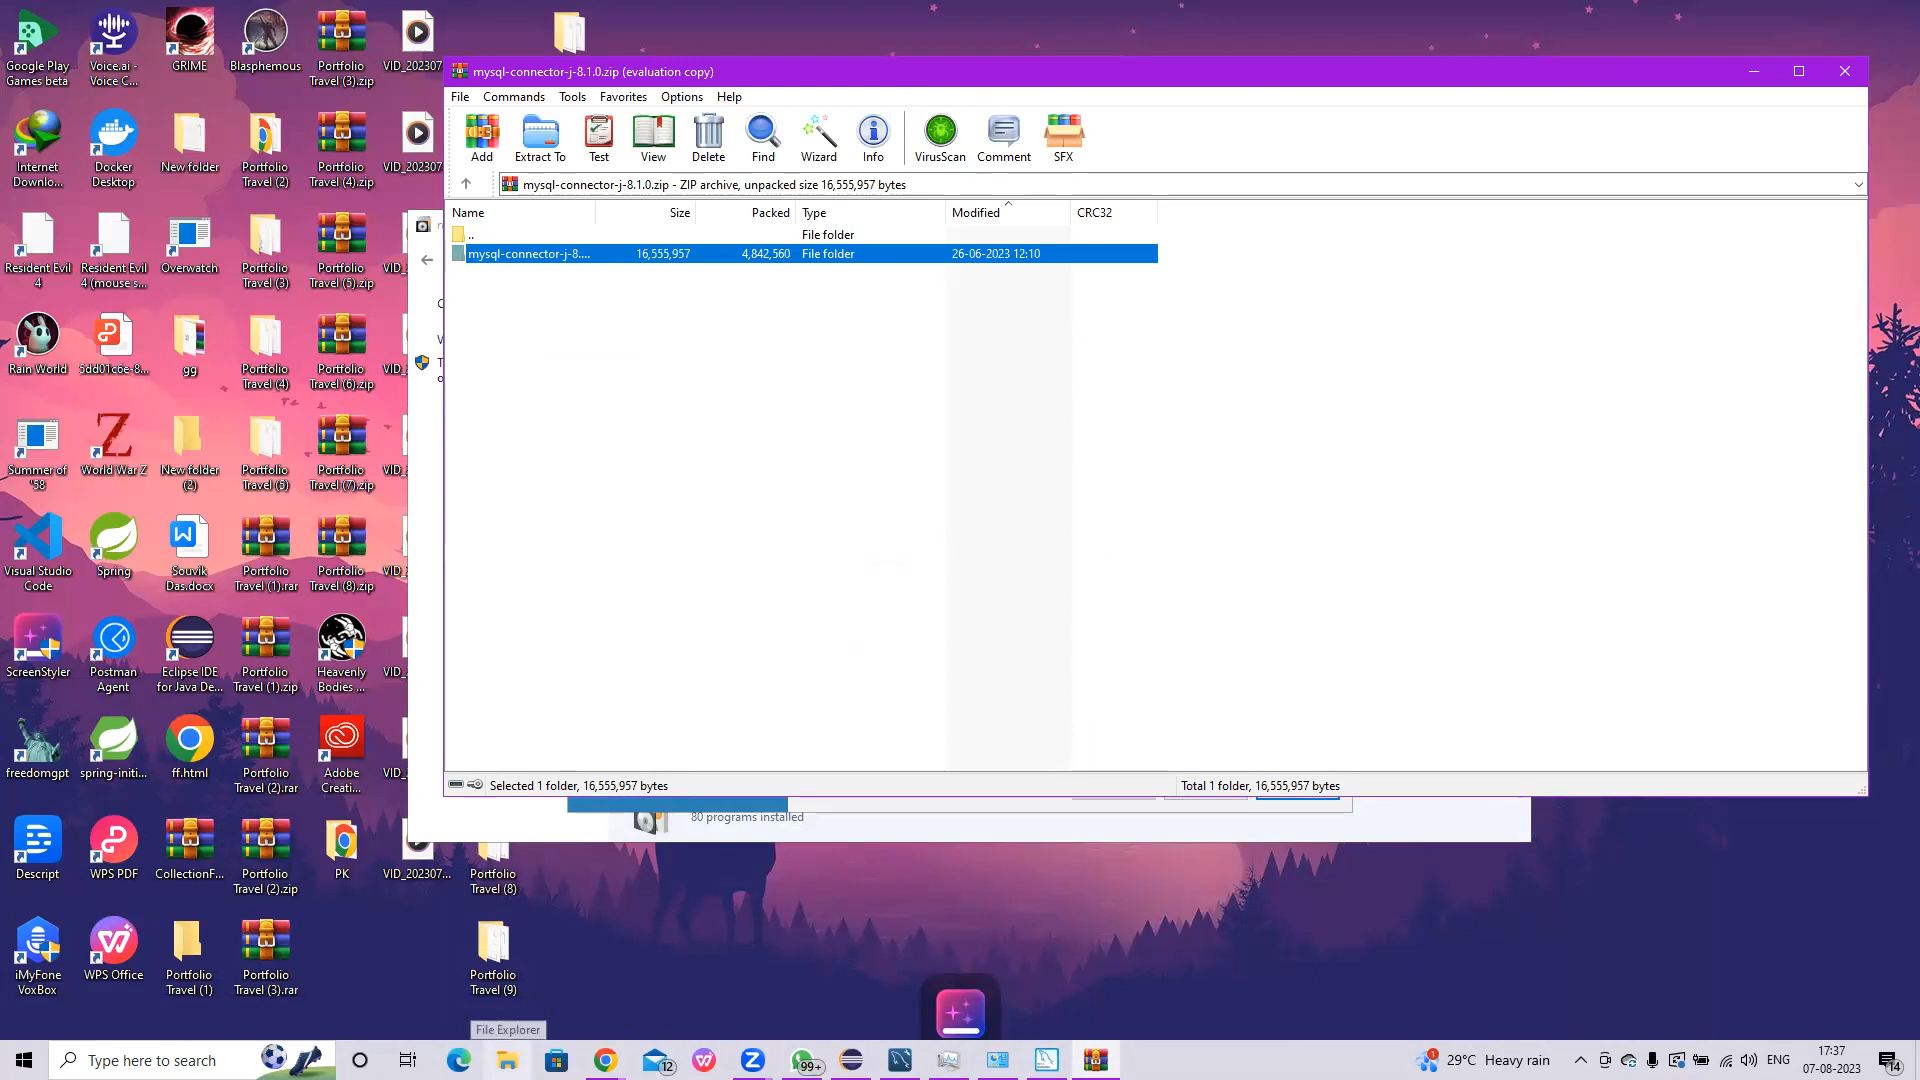 Google Play
Games beta
Voice.ai -
Voice C...
GRIME
Blasphemous
Portfolio
Travel (3).zip
VID_202307
Internet
Downlo...
Docker
Desktop
New folder
Portfolio
Travel (2)
Portfolio
Travel (4).zip
VID_202307
Resident Evil
4
Resident Evil
4 (mouse s...
Overwatch
Portfolio
Travel (3)
Portfolio
Travel (5).zip
VID_2
Rain World
5dd01c6e-8...
gg
Portfolio
Travel (4)
Portfolio
Travel (6).zip
VID_2
Summer of
'58
World War Z
New folder
(2)
Portfolio
Travel (5)
Portfolio
Travel (7).zip
VID_2
Visual Studio
Code
Spring
Souvik
Das.docx
Portfolio
Travel (1).rar
Portfolio
Travel (8).zip
VID_2
ScreenStyler
Postman
Agent
Eclipse IDE
for Java De...
Portfolio
Travel (1).zip
Heavenly
Bodies ...
VID_2
freedomgpt
spring-initi...
ff.html
Portfolio
Travel (2).rar
Adobe
Creati...
VID_2
Descript
WPS PDF
CollectionF...
Portfolio
Travel (2).zip
PK
VID_202307...
Portfolio
Travel (8)
iMyFone
VoxBox
WPS Office
Portfolio
Travel (1)
Portfolio
Travel (3).rar
Portfolio
Travel (9)
mysql-connector-j-8.1.0.zip (evaluation copy)
File Commands Tools Favorites Options Help
Add Extract To Test View Delete Find Wizard Info VirusScan Comment SFX
mysql-connector-j-8.1.0.zip - ZIP archive, unpacked size 16,555,957 bytes
Name Size Packed Type Modified CRC32
.. File folder
mysql-connector-j-8.... 16,555,957 4,842,560 File folder 26-06-2023 12:10
Selected 1 folder, 16,555,957 bytes Total 1 folder, 16,555,957 bytes
80 programs installed
File Explorer
Type here to search
12
99+
1
29°C Heavy rain
ENG
17:37
07-08-2023
14